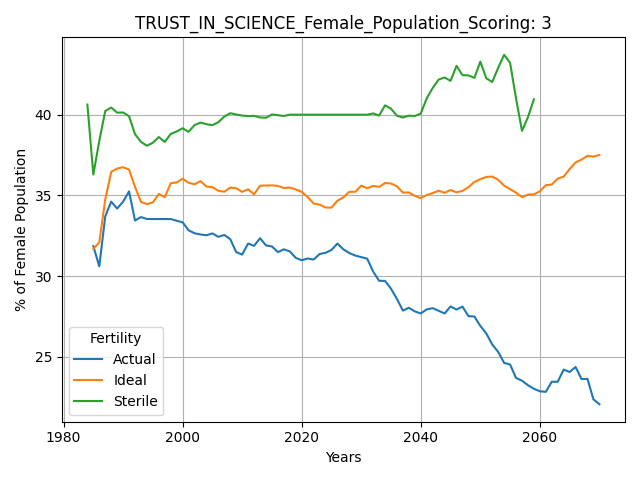 TRUST_IN_SCIENCE_Female_Population_Scoring: 3
% of Female Population
40
35
30
25
Fertility
Actual
Ideal
Sterile
1980 2000 2020 2040 2060
Years